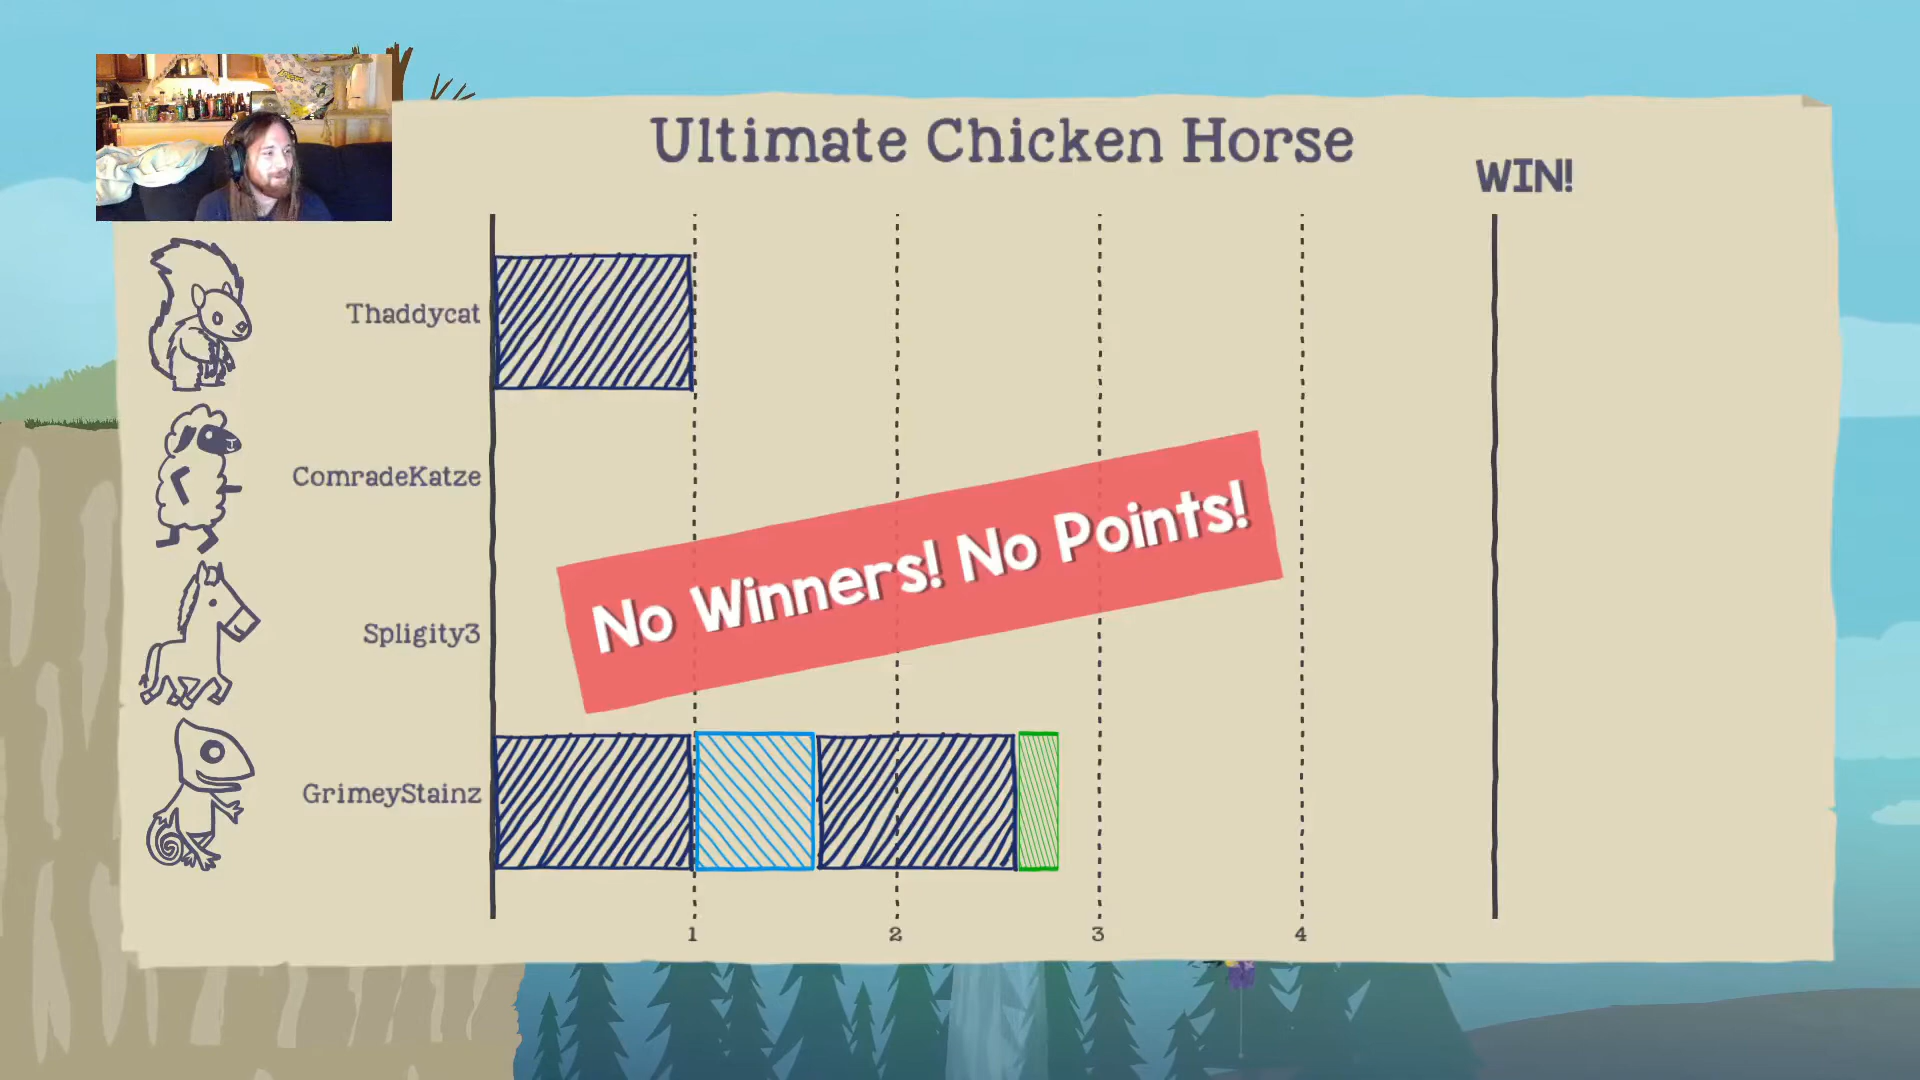 Ultimate Chicken Horse
WIN!
Thaddycat
ComradeKatze
No Winners! No Points!
Spligity3
GrimeyStainz
1 2 3 4